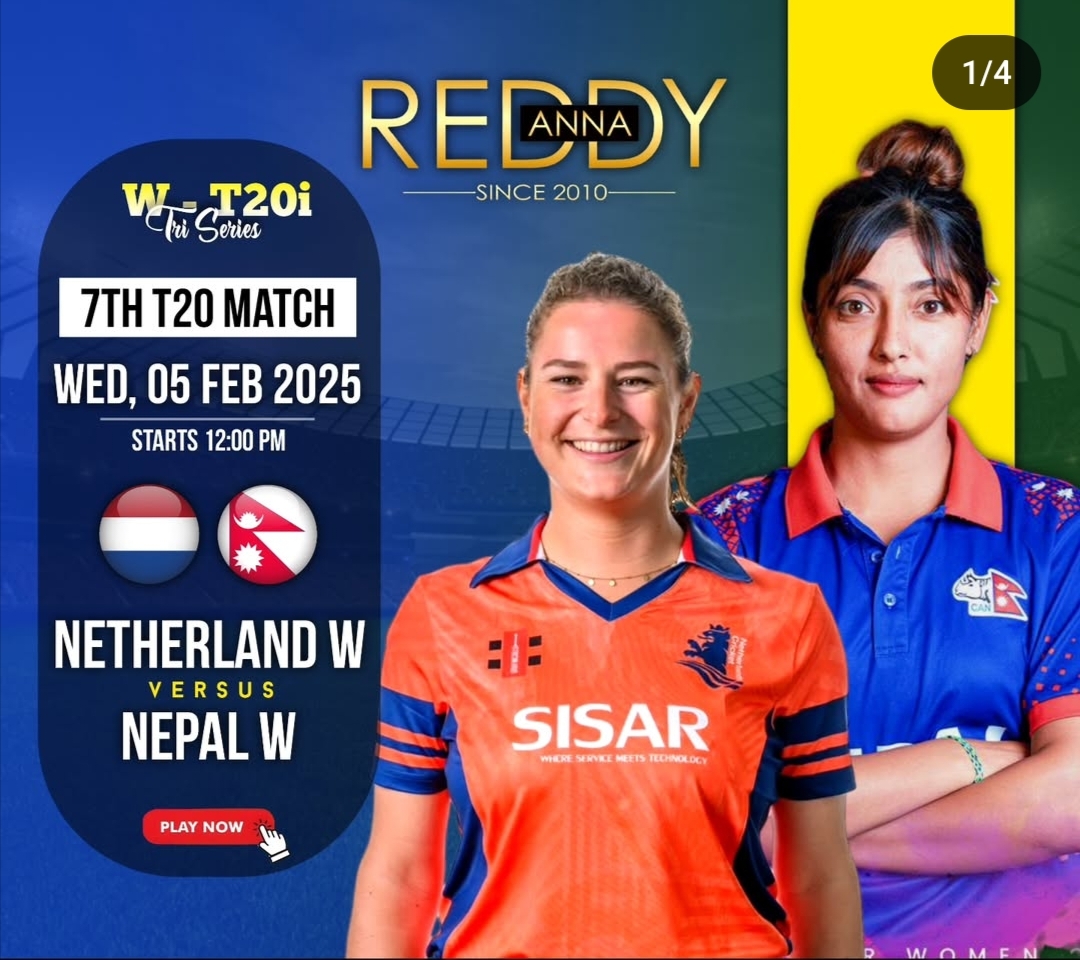 1/4
REDDY
ANNA
SINCE 2010
W - T20i
Tri Series
7TH T20 MATCH
WED, 05 FEB 2025
STARTS 12:00 PM
NETHERLAND W
VERSUS
NEPAL W
PLAY NOW
SISAR
WHERE SERVICE MEETS TECHNOLOGY
CAN
R WOMEN